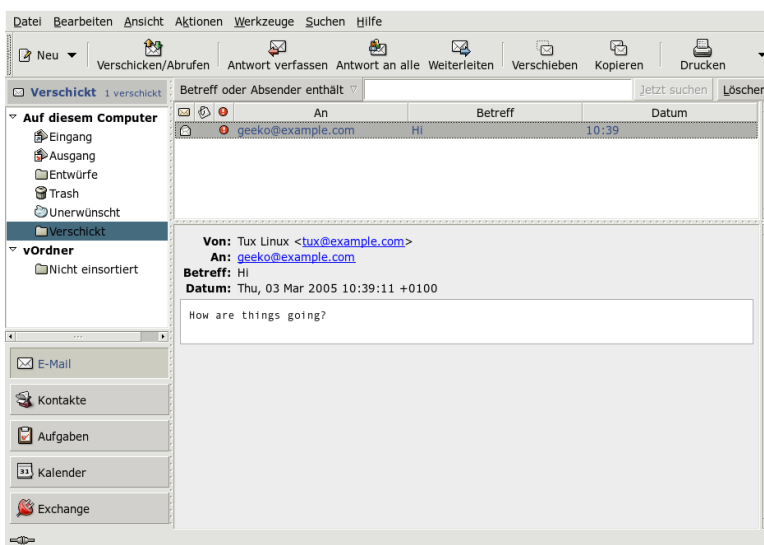 Datei Bearbeiten Ansicht Aktionen Werkzeuge Suchen Hilfe
Neu Verschicken/Abrufen Antwort verfassen Antwort an alle Weiterleiten Verschieben Kopieren Drucken
Verschickt 1 verschickt
Betreff oder Absender enthält Jetzt suchen Löschen
An Betreff Datum
geeko@example.com Hi 10:39
Auf diesem Computer
Eingang
Ausgang
Entwürfe
Trash
Unerwünscht
Verschickt
vOrdner
Nicht einsortiert
Von: Tux Linux <tux@example.com>
An: geeko@example.com
Betreff: Hi
Datum: Thu, 03 Mar 2005 10:39:11 +0100
How are things going?
E-Mail
Kontakte
Aufgaben
31 Kalender
Exchange